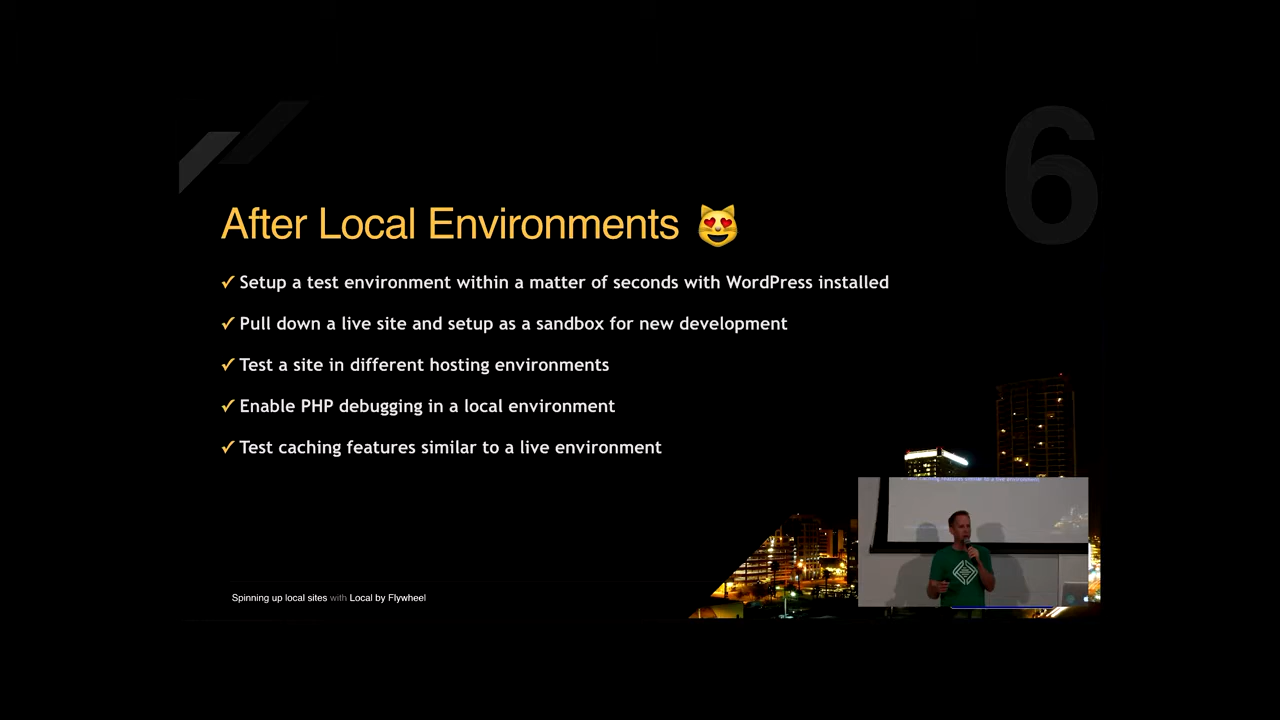 6
After Local Environments
✓ Setup a test environment within a matter of seconds with WordPress installed
✓ Pull down a live site and setup as a sandbox for new development
✓ Test a site in different hosting environments
✓ Enable PHP debugging in a local environment
✓ Test caching features similar to a live environment
Spinning up local sites with Local by Flywheel